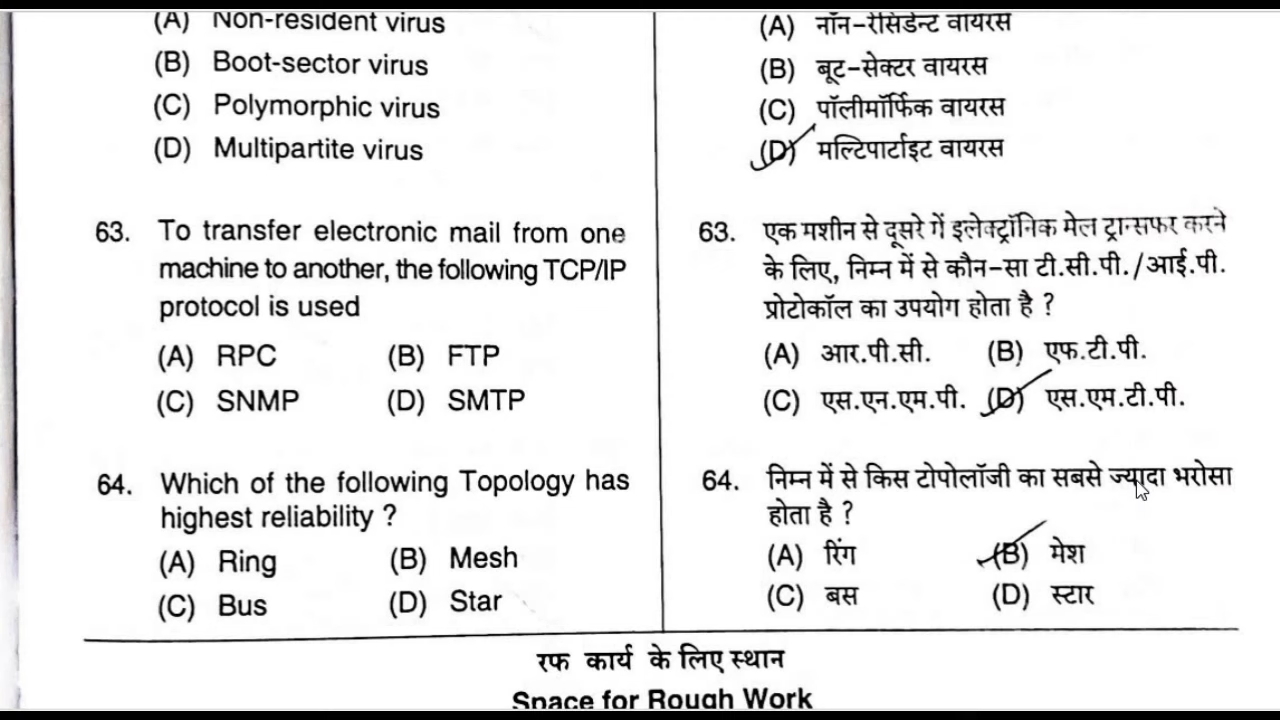 (A) Non-resident virus
(B) Boot-sector virus
(C) Polymorphic virus
(D) Multipartite virus
63. To transfer electronic mail from one
machine to another, the following TCP/IP
protocol is used
(A) RPC (B) FTP
(C) SNMP (D) SMTP
64. Which of the following Topology has
highest reliability ?
(A) Ring (B) Mesh
(C) Bus (D) Star
(A) नॉन-रेसिडेन्ट वायरस
(B) बूट-सेक्टर वायरस
(C) पॉलीमॉर्फिक वायरस
(D) मल्टिपार्टाइट वायरस
63. एक मशीन से दूसरे में इलेक्ट्रॉनिक मेल ट्रान्सफर करने
के लिए, निम्न में से कौन-सा टी.सी.पी./आई.पी.
प्रोटोकॉल का उपयोग होता है ?
(A) आर.पी.सी. (B) एफ.टी.पी.
(C) एस.एन.एम.पी. (D) एस.एम.टी.पी.
64. निम्न में से किस टोपोलॉजी का सबसे ज्यादा भरोसा
होता है ?
(A) रिंग (B) मेश
(C) बस (D) स्टार
रफ कार्य के लिए स्थान
Space for Rough Work